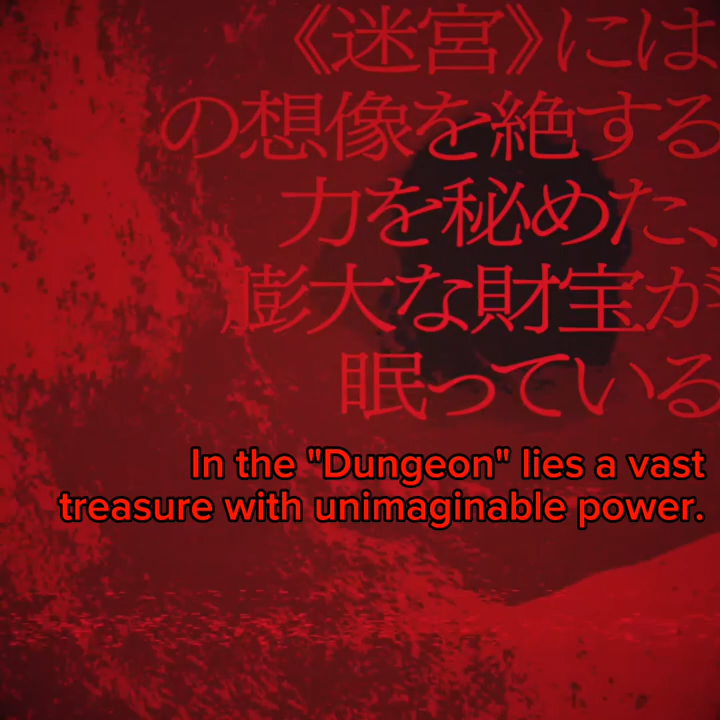 《迷宮》には
の想像を絶する
力を秘めた、
膨大な財宝が
眠っている
In the "Dungeon" lies a vast
treasure with unimaginable power.